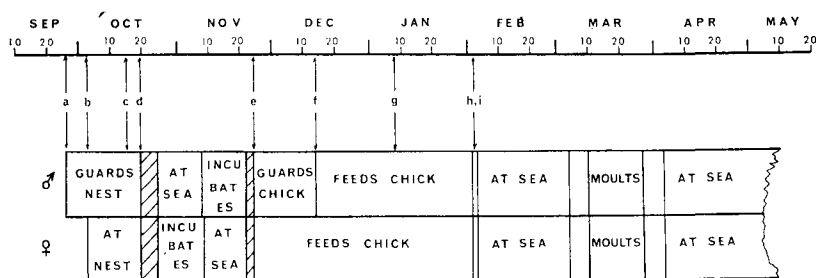 SEP OCT NOV DEC JAN FEB MAR APR MAY
10 20 10 20 10 20 10 20 10 20 10 20 10 20 10 20 10 20
a b c d e f g h,i
♂ GUARDS NEST AT SEA INCU BAT ES GUARDS CHICK FEEDS CHICK AT SEA MOULTS AT SEA
♀ AT NEST INCU BAT ES AT SEA FEEDS CHICK AT SEA MOULTS AT SEA